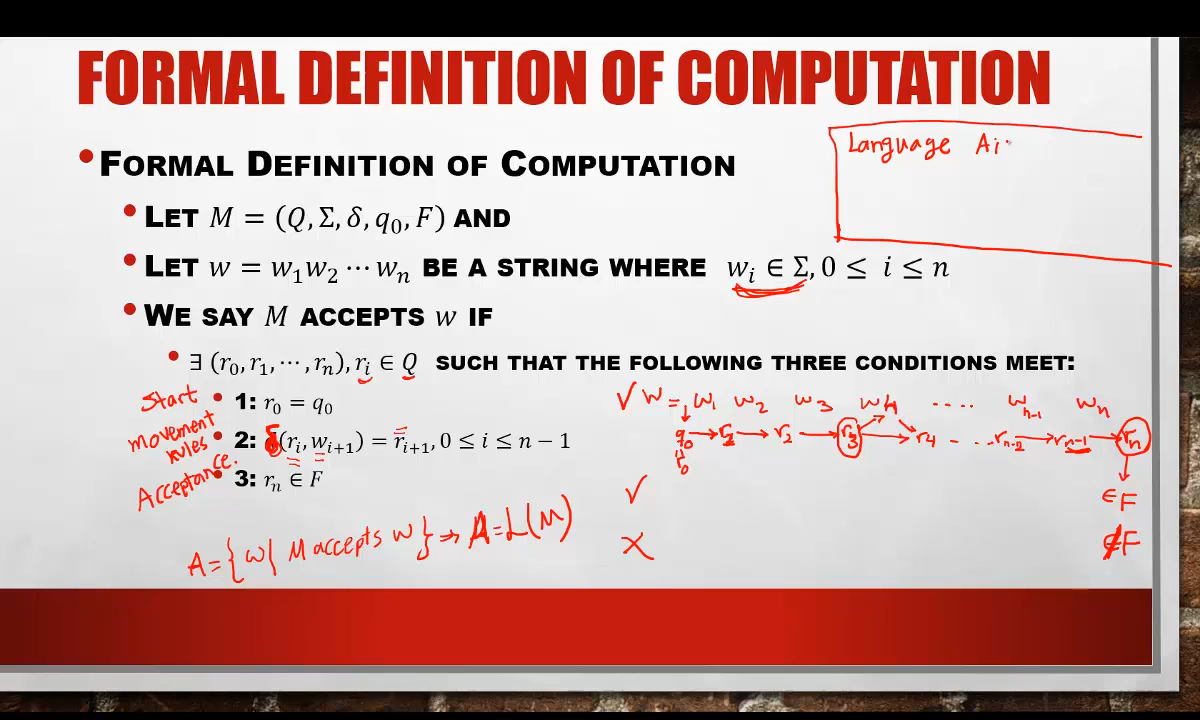 FORMAL DEFINITION OF COMPUTATION
Language Ai
• FORMAL DEFINITION OF COMPUTATION
• LET M = (Q, Σ, δ, q₀, F) AND
• LET w = w₁w₂ ⋯ wₙ BE A STRING WHERE wᵢ ∈ Σ, 0 ≤ i ≤ n
• WE SAY M ACCEPTS w IF
• ∃ (r₀, r₁, ⋯, rₙ), rᵢ ∈ Q SUCH THAT THE FOLLOWING THREE CONDITIONS MEET:
Start • 1: r₀ = q₀
✓ W = w₁ w₂ w₃ w₄ .... wₙ₋₁ wₙ
movement rules • 2: δ(rᵢ, wᵢ₊₁) = rᵢ₊₁, 0 ≤ i ≤ n − 1
q₀ → r₂ → r₂ → r₃ → r₄ - .. rₙ₋₂ → rₙ₋₁ → rₙ
r₀
Acceptance. • 3: rₙ ∈ F
✓ ∈ F
A = {w | M accepts w} ⇒ A = L(M)
X ∉ F